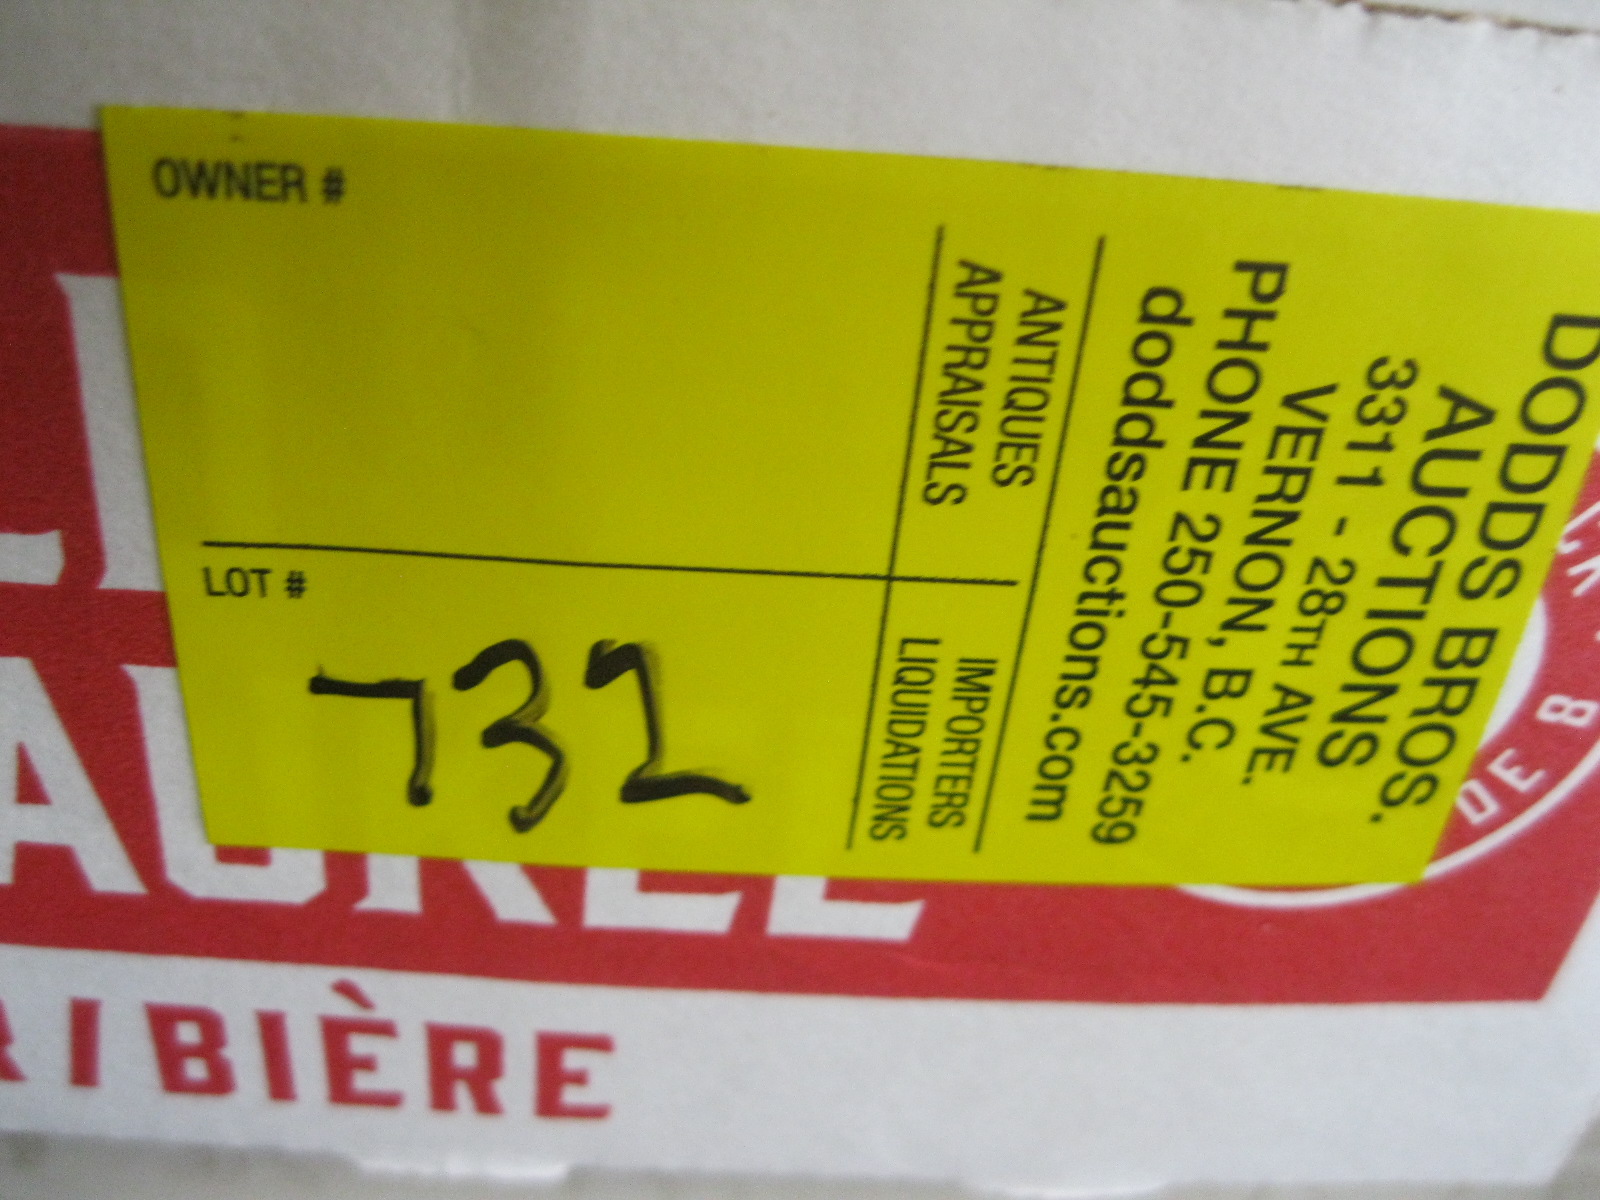 OWNER #
LOT #
732
ANTIQUES
APPRAISALS
IMPORTERS
LIQUIDATIONS
DODDS BROS.
AUCTIONS
3311 - 28TH AVE.
VERNON, B.C.
PHONE 250-545-3259
doddsauctions.com
DE
BIÈRE